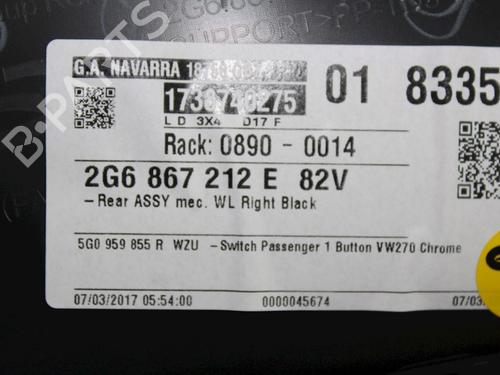 G.A. NAVARRA
01 8335
1736740275
L D 3X4 D17 F
Rack: 0890 - 0014
2G6 867 212 E 82V
-Rear ASSY mec. WL Right Black
5G0 959 855 R WZU -Switch Passenger 1 Button VW270 Chrome
07/03/2017 05:54:00 0000045674 07/03